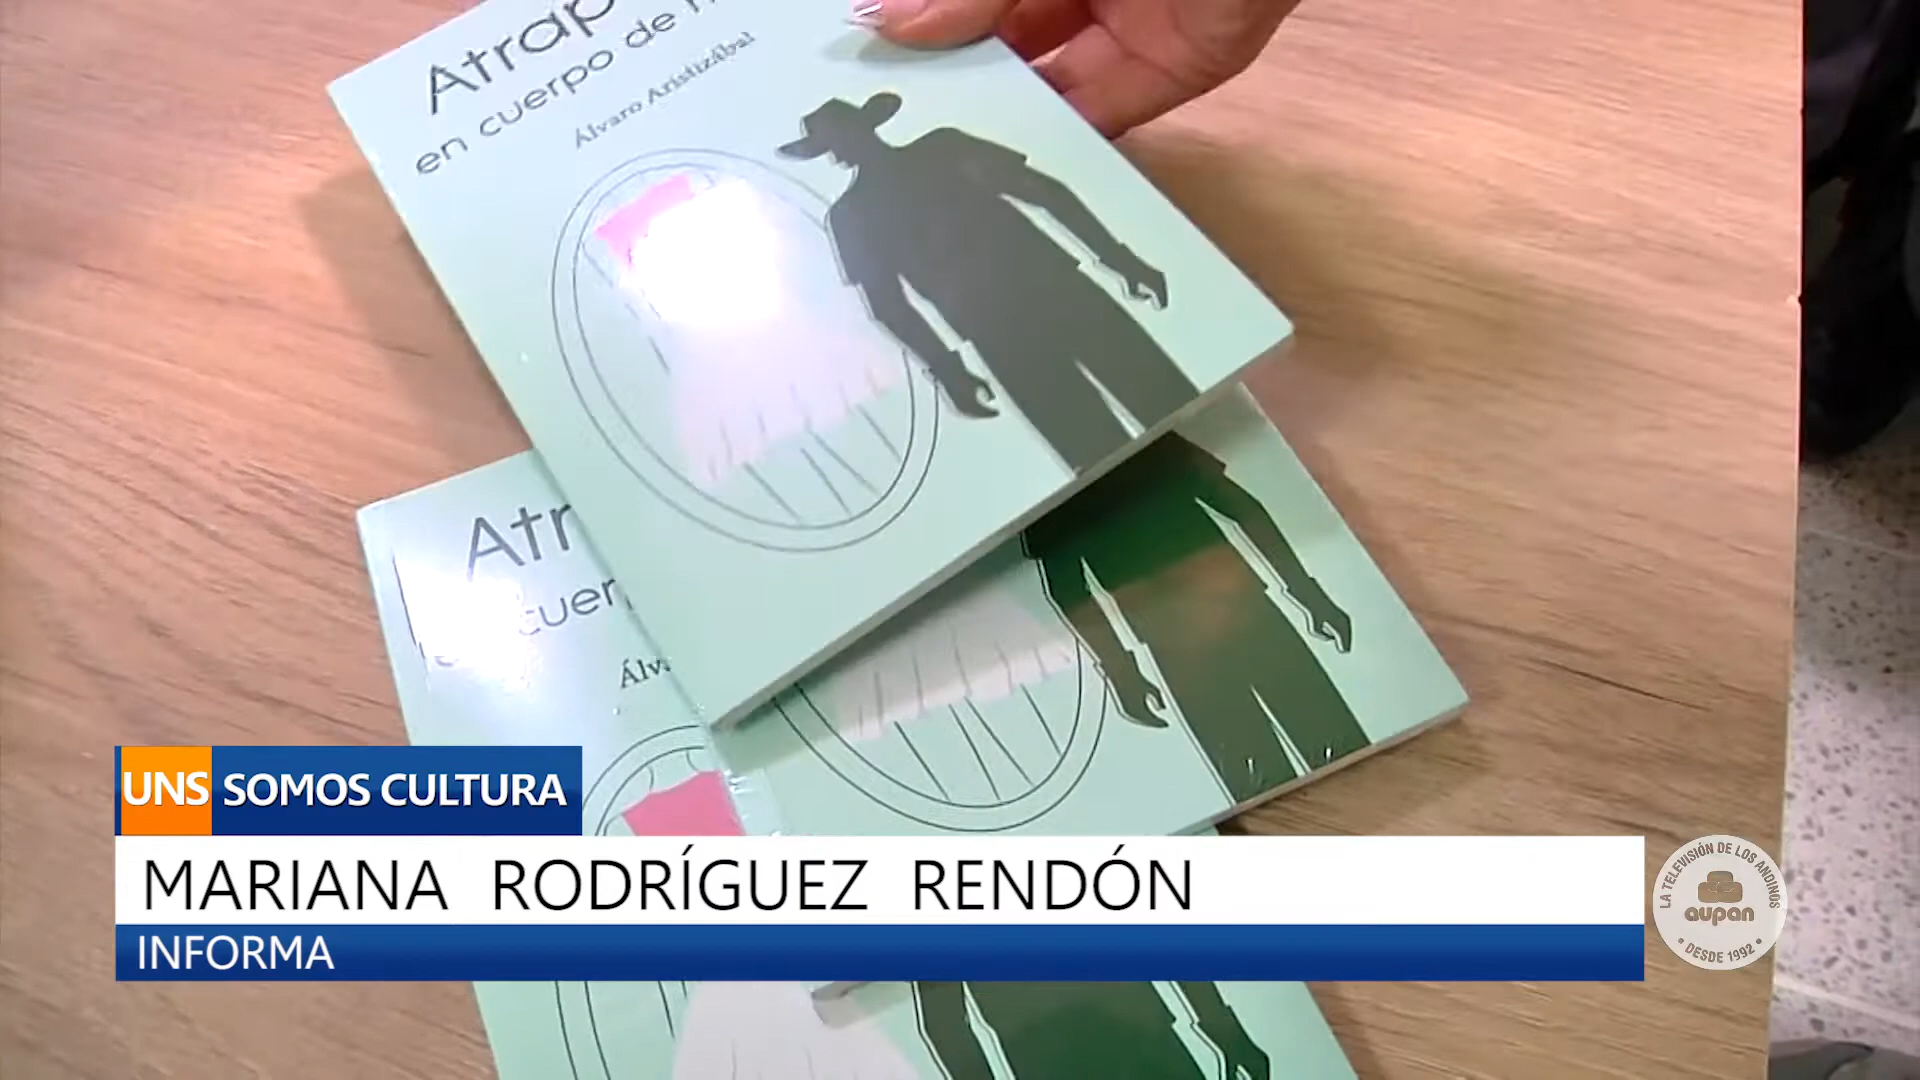 Atrap
en cuerpo de
Álvaro Aristizábal
Atr
cuer
Álv
UNS SOMOS CULTURA
MARIANA RODRÍGUEZ RENDÓN
INFORMA
LA TELEVISIÓN DE LOS ANDINOS
aupan
• DESDE 1992 •